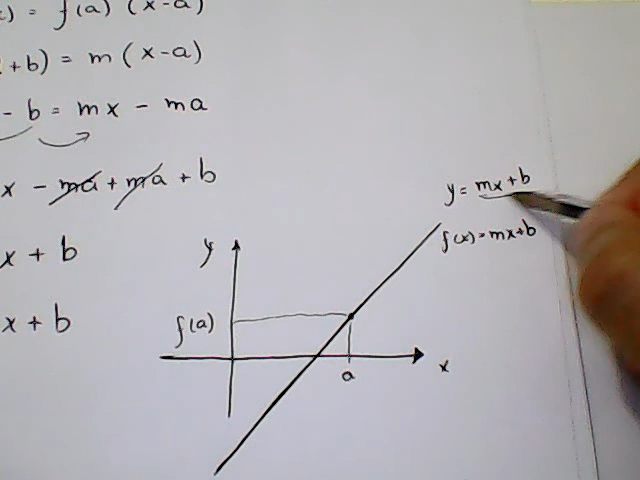 ) = f(a) (x-a)
+b) = m (x-a)
- b = mx - ma
x - ma + ma + b
x + b
x + b
y = mx+b
f(x)=mx+b
y
f(a)
a
x